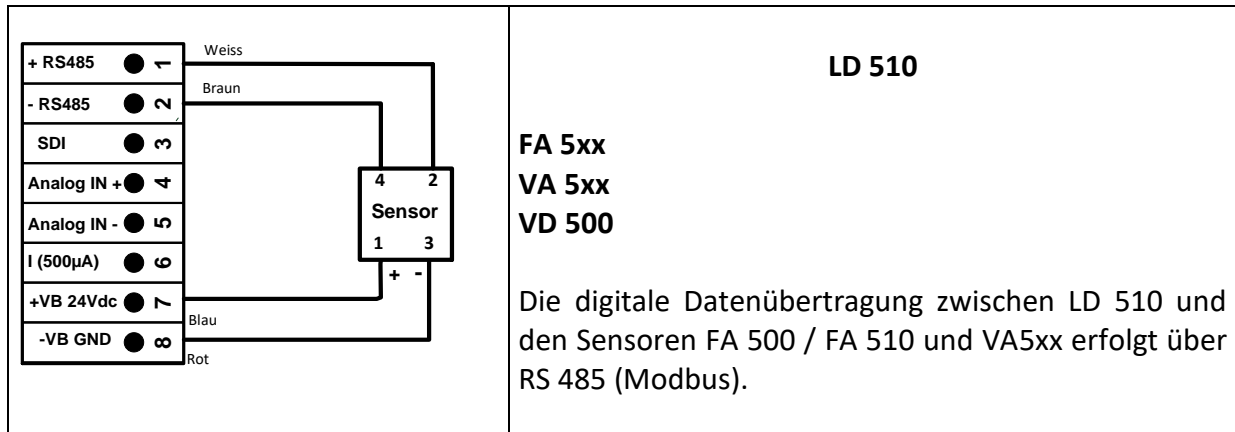 Weiss
+ RS485 1
Braun
- RS485 2
SDI 3
Analog IN + 4
Analog IN - 5
I (500µA) 6
+VB 24Vdc 7
Blau
-VB GND 8
Rot
4 2
Sensor
1 3
+ -
LD 510
FA 5xx
VA 5xx
VD 500
Die digitale Datenübertragung zwischen LD 510 und
den Sensoren FA 500 / FA 510 und VA5xx erfolgt über
RS 485 (Modbus).